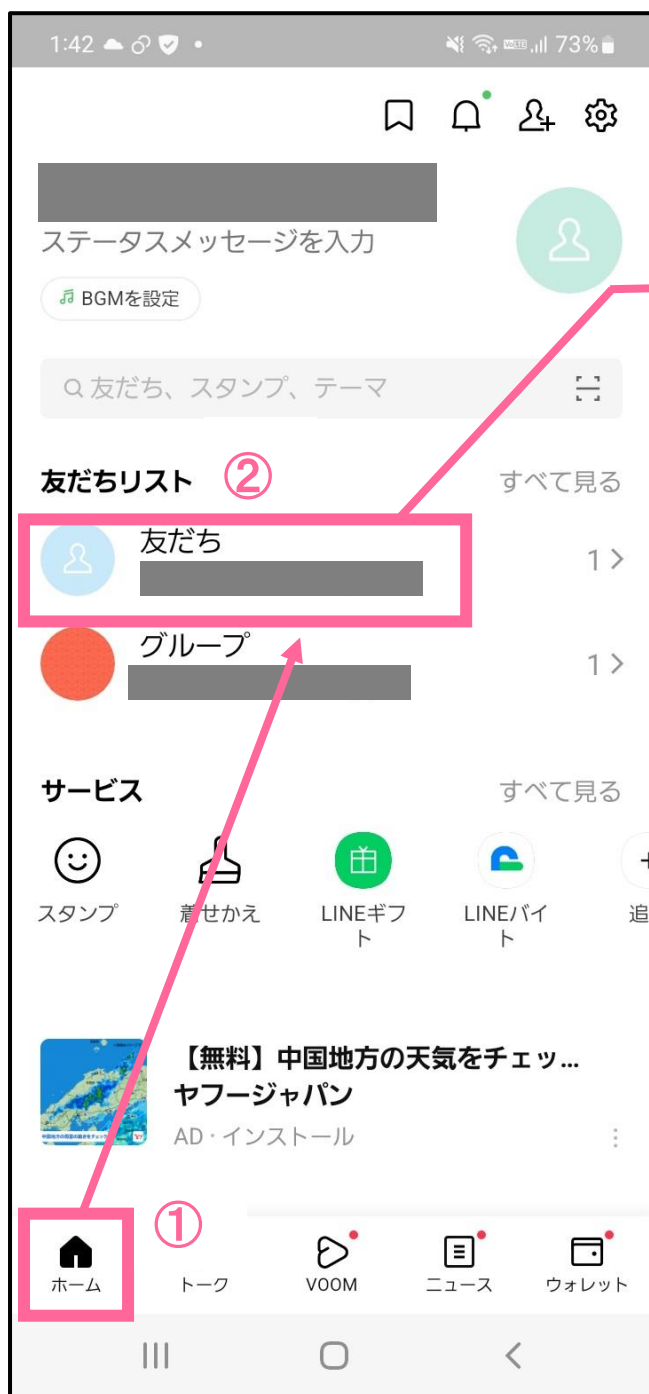 1:42
73%
ステータスメッセージを入力
BGMを設定
友だち、スタンプ、テーマ
友だちリスト ② すべて見る
友だち
1
グループ
1
サービス すべて見る
スタンプ 着せかえ LINEギフト LINEバイト 追
【無料】中国地方の天気をチェッ...
ヤフージャパン
AD・インストール
①
ホーム トーク VOOM ニュース ウォレット